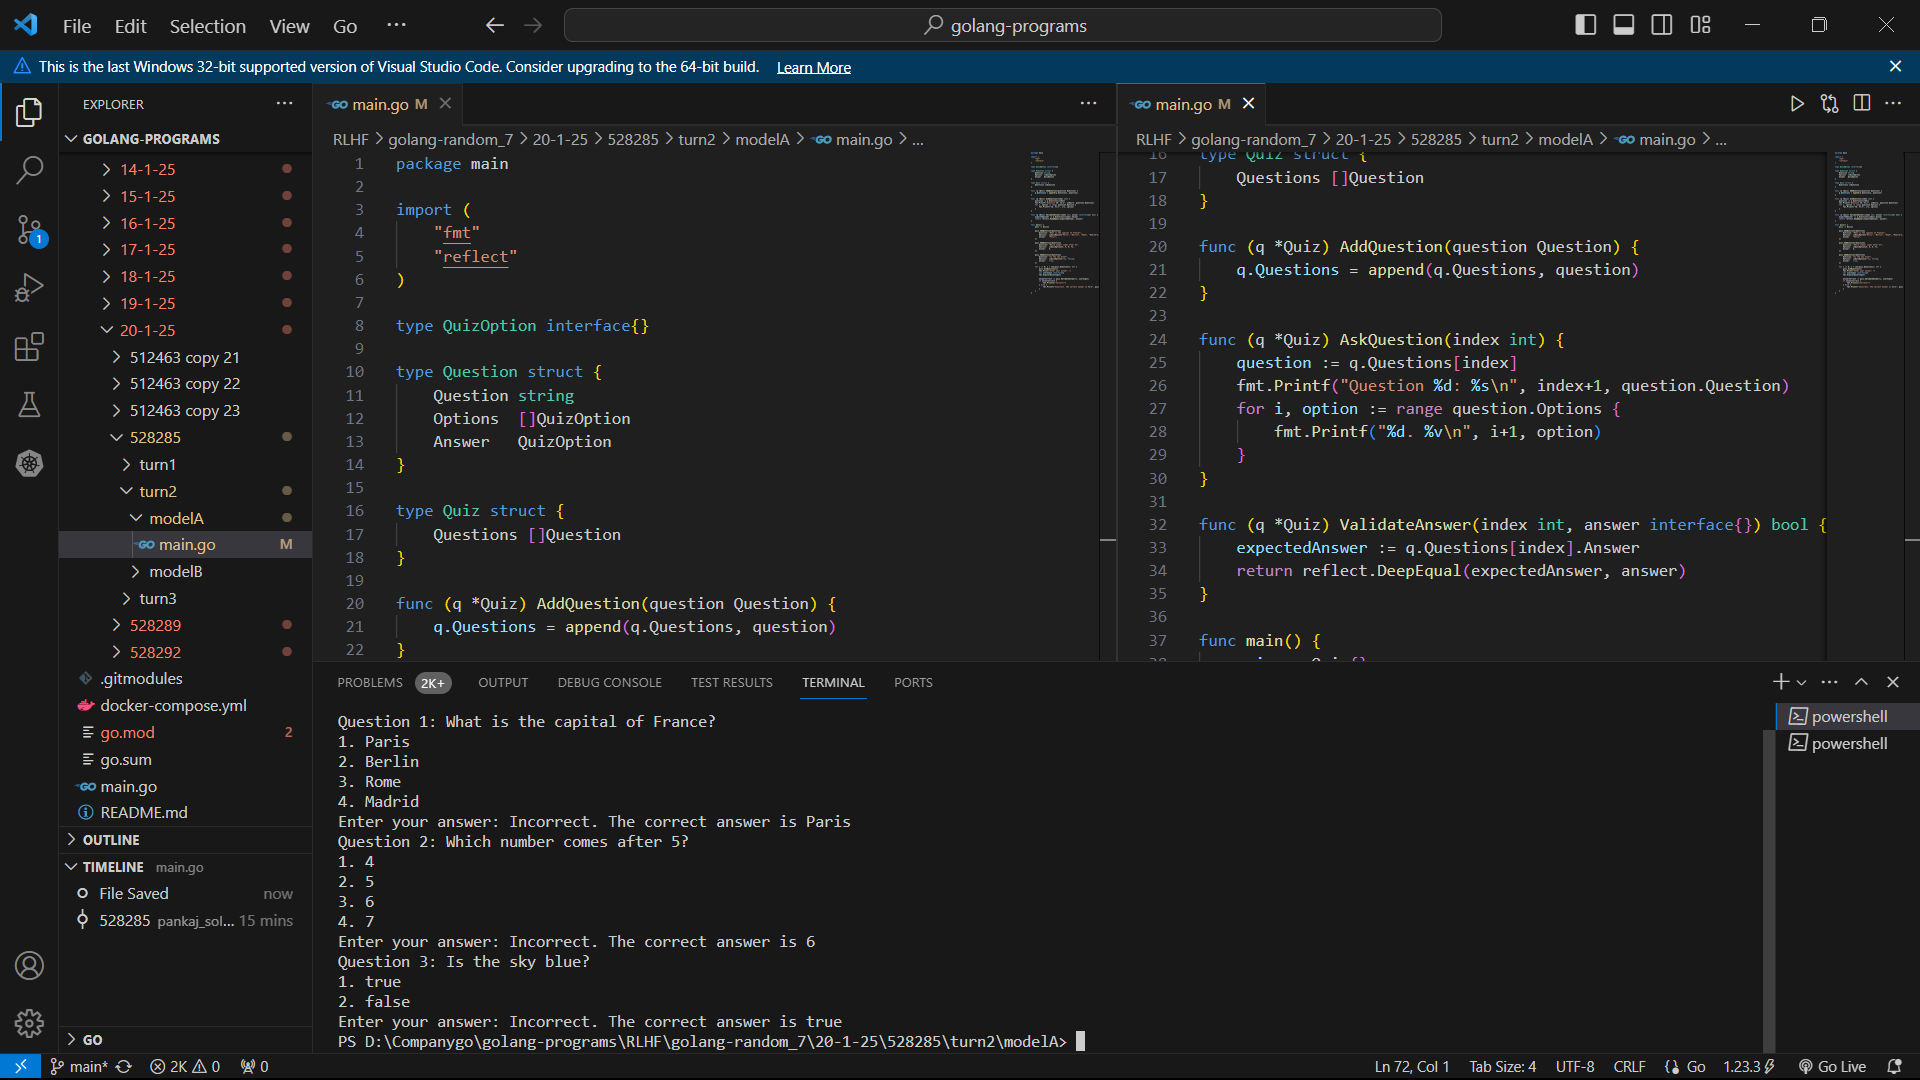 File Edit Selection View Go ··· golang-programs
This is the last Windows 32-bit supported version of Visual Studio Code. Consider upgrading to the 64-bit build. Learn More
EXPLORER ···
GOLANG-PROGRAMS
14-1-25
15-1-25
16-1-25
17-1-25
18-1-25
19-1-25
20-1-25
512463 copy 21
512463 copy 22
512463 copy 23
528285
turn1
turn2
modelA
GO main.go M
modelB
turn3
528289
528292
.gitmodules
docker-compose.yml
go.mod 2
go.sum
GO main.go
README.md
OUTLINE
TIMELINE main.go
File Saved now
528285 pankaj_sol... 15 mins
GO
1
GO main.go M
RLHF > golang-random_7 > 20-1-25 > 528285 > turn2 > modelA > GO main.go > ...
1 package main
2
3 import (
4 "fmt"
5 "reflect"
6 )
7
8 type QuizOption interface{}
9
10 type Question struct {
11 Question string
12 Options []QuizOption
13 Answer QuizOption
14 }
15
16 type Quiz struct {
17 Questions []Question
18 }
19
20 func (q *Quiz) AddQuestion(question Question) {
21 q.Questions = append(q.Questions, question)
22 }
GO main.go M
RLHF > golang-random_7 > 20-1-25 > 528285 > turn2 > modelA > GO main.go > ...
16 type Quiz struct {
17 Questions []Question
18 }
19
20 func (q *Quiz) AddQuestion(question Question) {
21 q.Questions = append(q.Questions, question)
22 }
23
24 func (q *Quiz) AskQuestion(index int) {
25 question := q.Questions[index]
26 fmt.Printf("Question %d: %s\n", index+1, question.Question)
27 for i, option := range question.Options {
28 fmt.Printf("%d. %v\n", i+1, option)
29 }
30 }
31
32 func (q *Quiz) ValidateAnswer(index int, answer interface{}) bool {
33 expectedAnswer := q.Questions[index].Answer
34 return reflect.DeepEqual(expectedAnswer, answer)
35 }
36
37 func main() {
PROBLEMS 2K+ OUTPUT DEBUG CONSOLE TEST RESULTS TERMINAL PORTS
Question 1: What is the capital of France?
1. Paris
2. Berlin
3. Rome
4. Madrid
Enter your answer: Incorrect. The correct answer is Paris
Question 2: Which number comes after 5?
1. 4
2. 5
3. 6
4. 7
Enter your answer: Incorrect. The correct answer is 6
Question 3: Is the sky blue?
1. true
2. false
Enter your answer: Incorrect. The correct answer is true
PS D:\Companygo\golang-programs\RLHF\golang-random_7\20-1-25\528285\turn2\modelA>
powershell
powershell
main* 2K 0 0 Ln 72, Col 1 Tab Size: 4 UTF-8 CRLF {} Go 1.23.3 Go Live